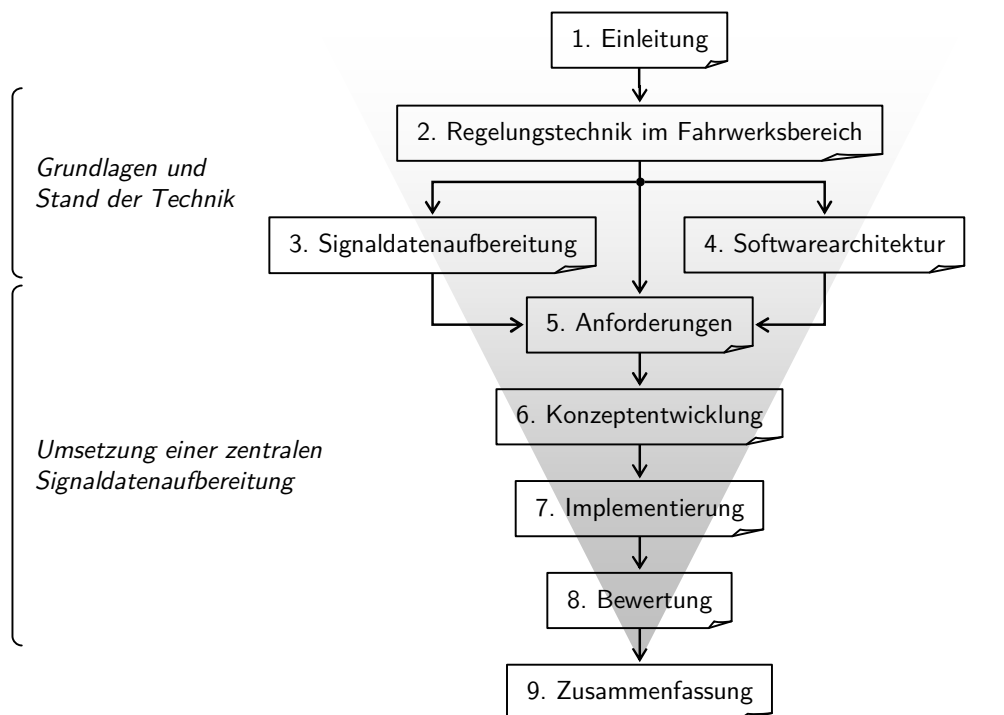 1. Einleitung
2. Regelungstechnik im Fahrwerksbereich
Grundlagen und
Stand der Technik
3. Signaldatenaufbereitung
4. Softwarearchitektur
5. Anforderungen
6. Konzeptentwicklung
Umsetzung einer zentralen
Signaldatenaufbereitung
7. Implementierung
8. Bewertung
9. Zusammenfassung